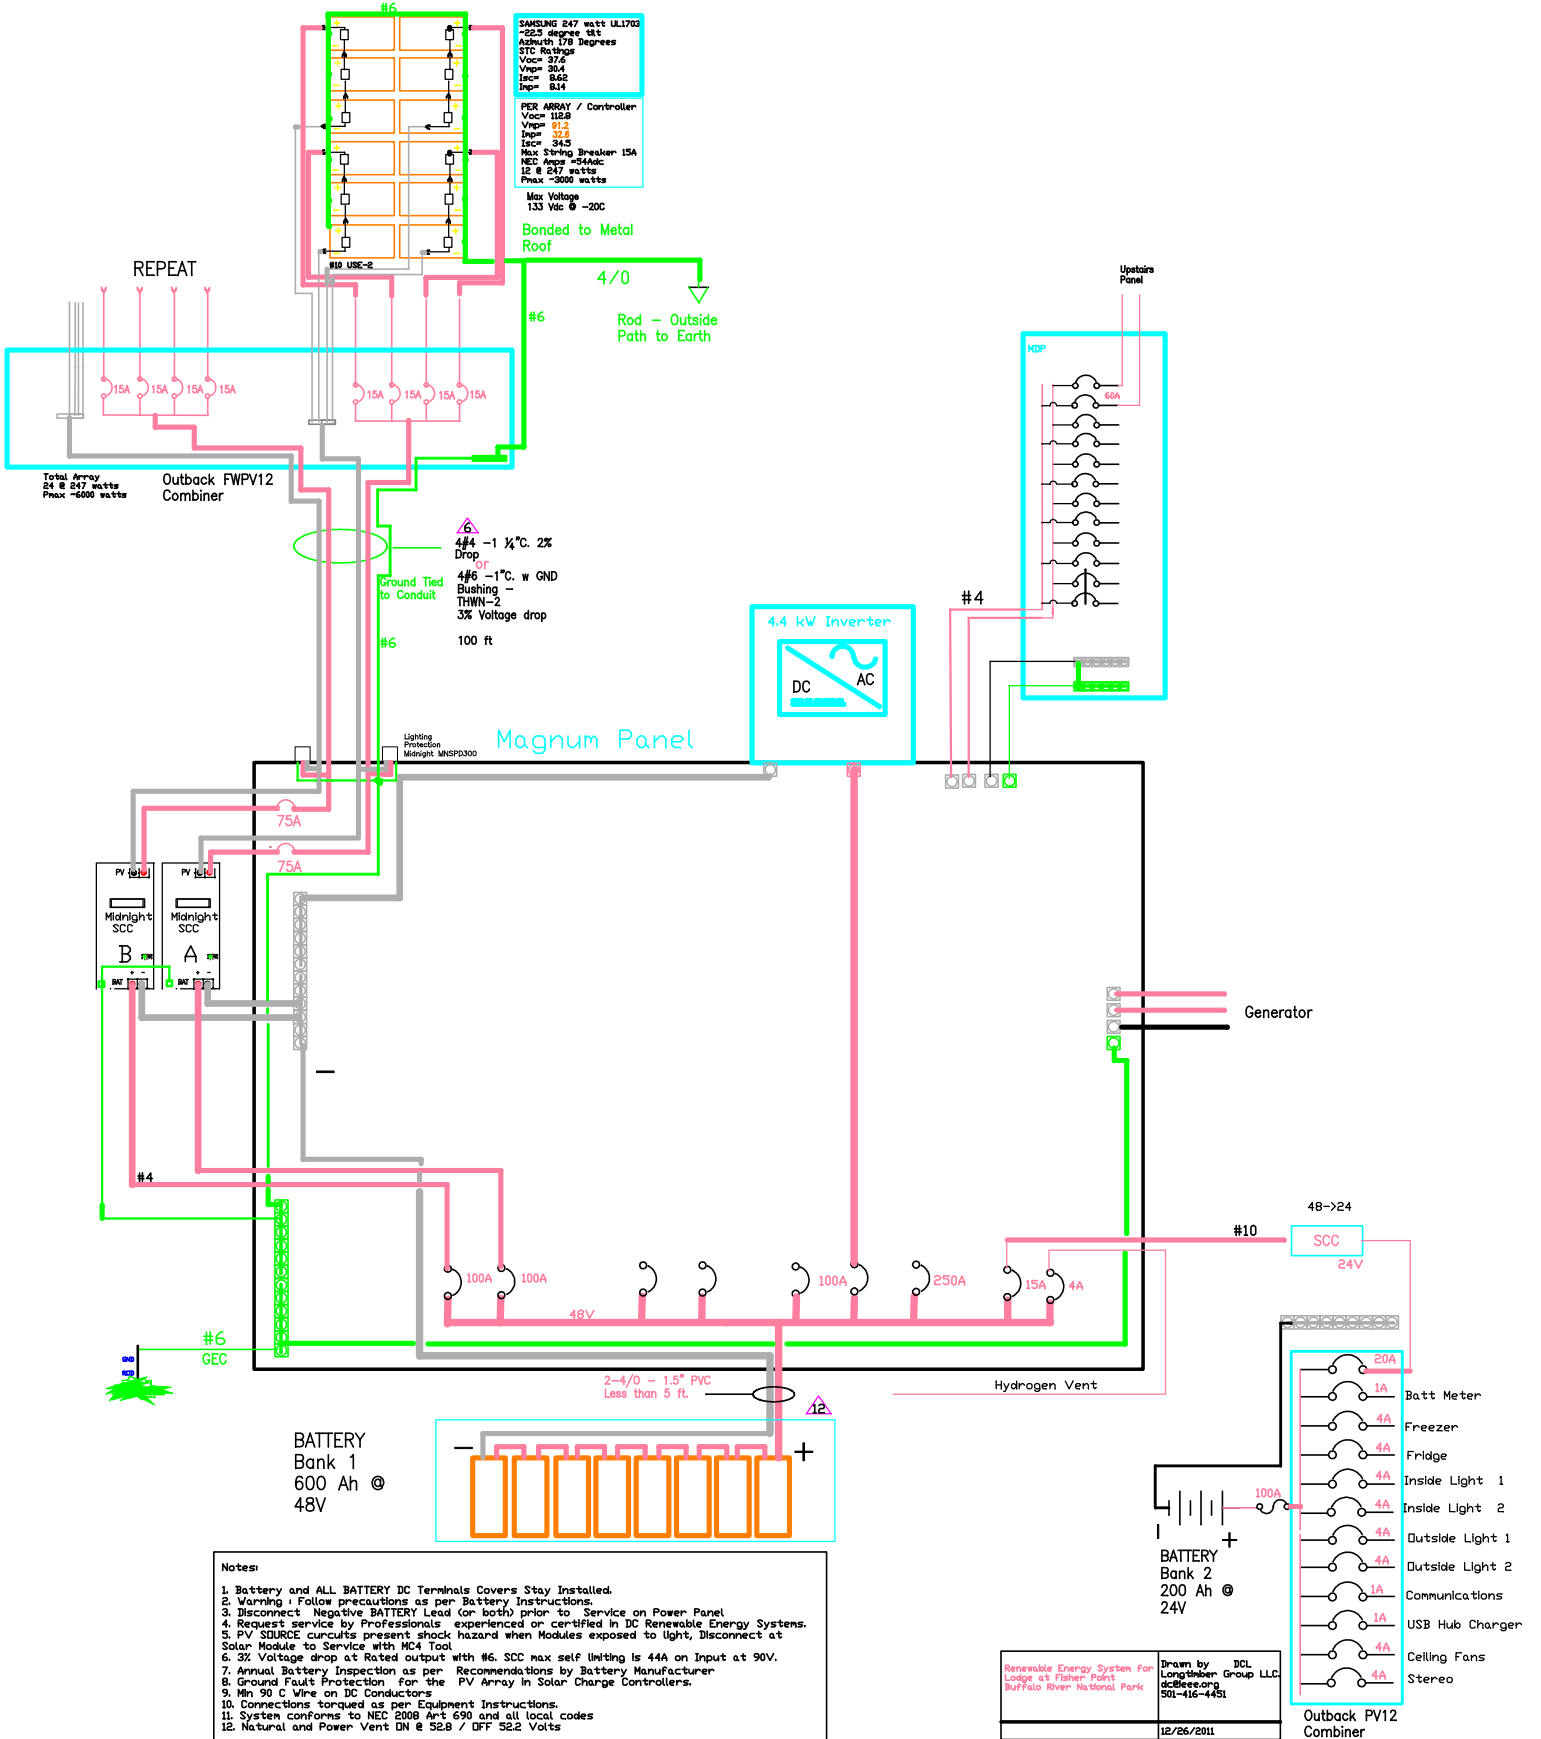 #6
SAMSUNG 247 watt UL1703
~22.5 degree tilt
Azimuth 178 Degrees
STC Ratings
Voc= 37.6
Vmp= 30.4
Isc= 8.62
Imp= 8.14
PER ARRAY / Controller
Voc= 112.8
Vmp= 91.2
Imp= 32.6
Isc= 34.5
Max String Breaker 15A
NEC Amps =54Adc
12 @ 247 watts
Pmax ~3000 watts
Max Voltage
133 Vdc @ -20C
Bonded to Metal
Roof
#10 USE-2
REPEAT
4/0
#6
Rod - Outside
Path to Earth
Upstairs
Panel
MDP
60A
15A 15A 15A 15A
15A 15A 15A 15A
Total Array
24 @ 247 watts
Pmax ~6000 watts
Outback FWPV12
Combiner
6
4#4 -1 ¼"C. 2%
Drop
or
4#6 -1"C. w GND
Bushing -
THWN-2
3% Voltage drop
100 ft
Ground Tied
to Conduit
#6
#4
4.4 kW Inverter
DC AC
Lighting
Protection
Midnight MNSPD300
Magnum Panel
75A
75A
PV PV
Midnight
SCC
B
Midnight
SCC
A
+ - + -
BAT BAT
Generator
-
#4
48->24
#10
SCC
24V
100A 100A 100A 250A 15A 4A
48V
#6
GEC
GND
ROD
2-4/0 - 1.5" PVC
Less than 5 ft.
12
Hydrogen Vent
BATTERY
Bank 1
600 Ah @
48V
- +
20A
1A Batt Meter
4A Freezer
4A Fridge
4A Inside Light 1
4A Inside Light 2
4A Outside Light 1
4A Outside Light 2
1A Communications
1A USB Hub Charger
4A Ceiling Fans
4A Stereo
100A
- +
BATTERY
Bank 2
200 Ah @
24V
Outback PV12
Combiner
Notes:
1. Battery and ALL BATTERY DC Terminals Covers Stay Installed.
2. Warning : Follow precautions as per Battery Instructions.
3. Disconnect Negative BATTERY Lead (or both) prior to Service on Power Panel
4. Request service by Professionals experienced or certified in DC Renewable Energy Systems.
5. PV SOURCE curcuits present shock hazard when Modules exposed to light, Disconnect at
Solar Module to Service with MC4 Tool
6. 3% Voltage drop at Rated output with #6. SCC max self limiting is 44A on Input at 90V.
7. Annual Battery Inspection as per Recommendations by Battery Manufacturer
8. Ground Fault Protection for the PV Array in Solar Charge Controllers.
9. Min 90 C Wire on DC Conductors
10. Connections torqued as per Equipment Instructions.
11. System conforms to NEC 2008 Art 690 and all local codes
12. Natural and Power Vent ON @ 52.8 / OFF 52.2 Volts
Renewable Energy System for
Lodge at Fisher Point
Buffalo River National Park
Drawn by DCL
Longtimber Group LLC.
dc@ieee.org
501-416-4451
12/26/2011